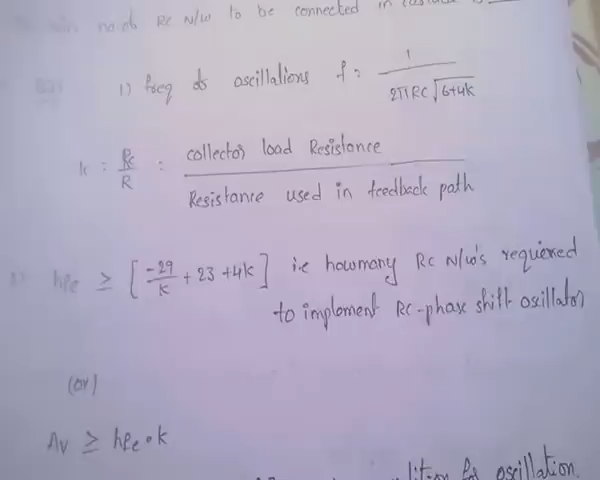 no of RC N/W to be connected in
1) freq of oscillations f = 1 / 2πRC√6+4k
k = Rc / R = collector load Resistance / Resistance used in feedback path
hfe ≥ [-29/k + 23 + 4k] ie howmany RC N/W's requiered
to implement RC-phase shift oscillator
(or)
Av ≥ hfe • k
for oscillation